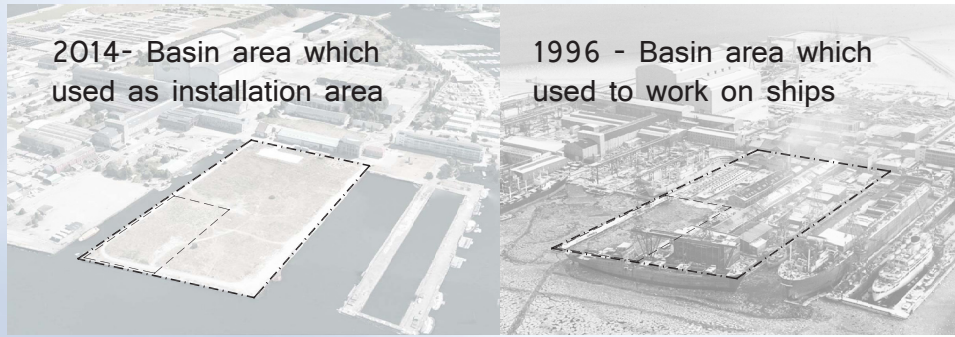 2014- Basin area which
used as installation area
1996 - Basin area which
used to work on ships